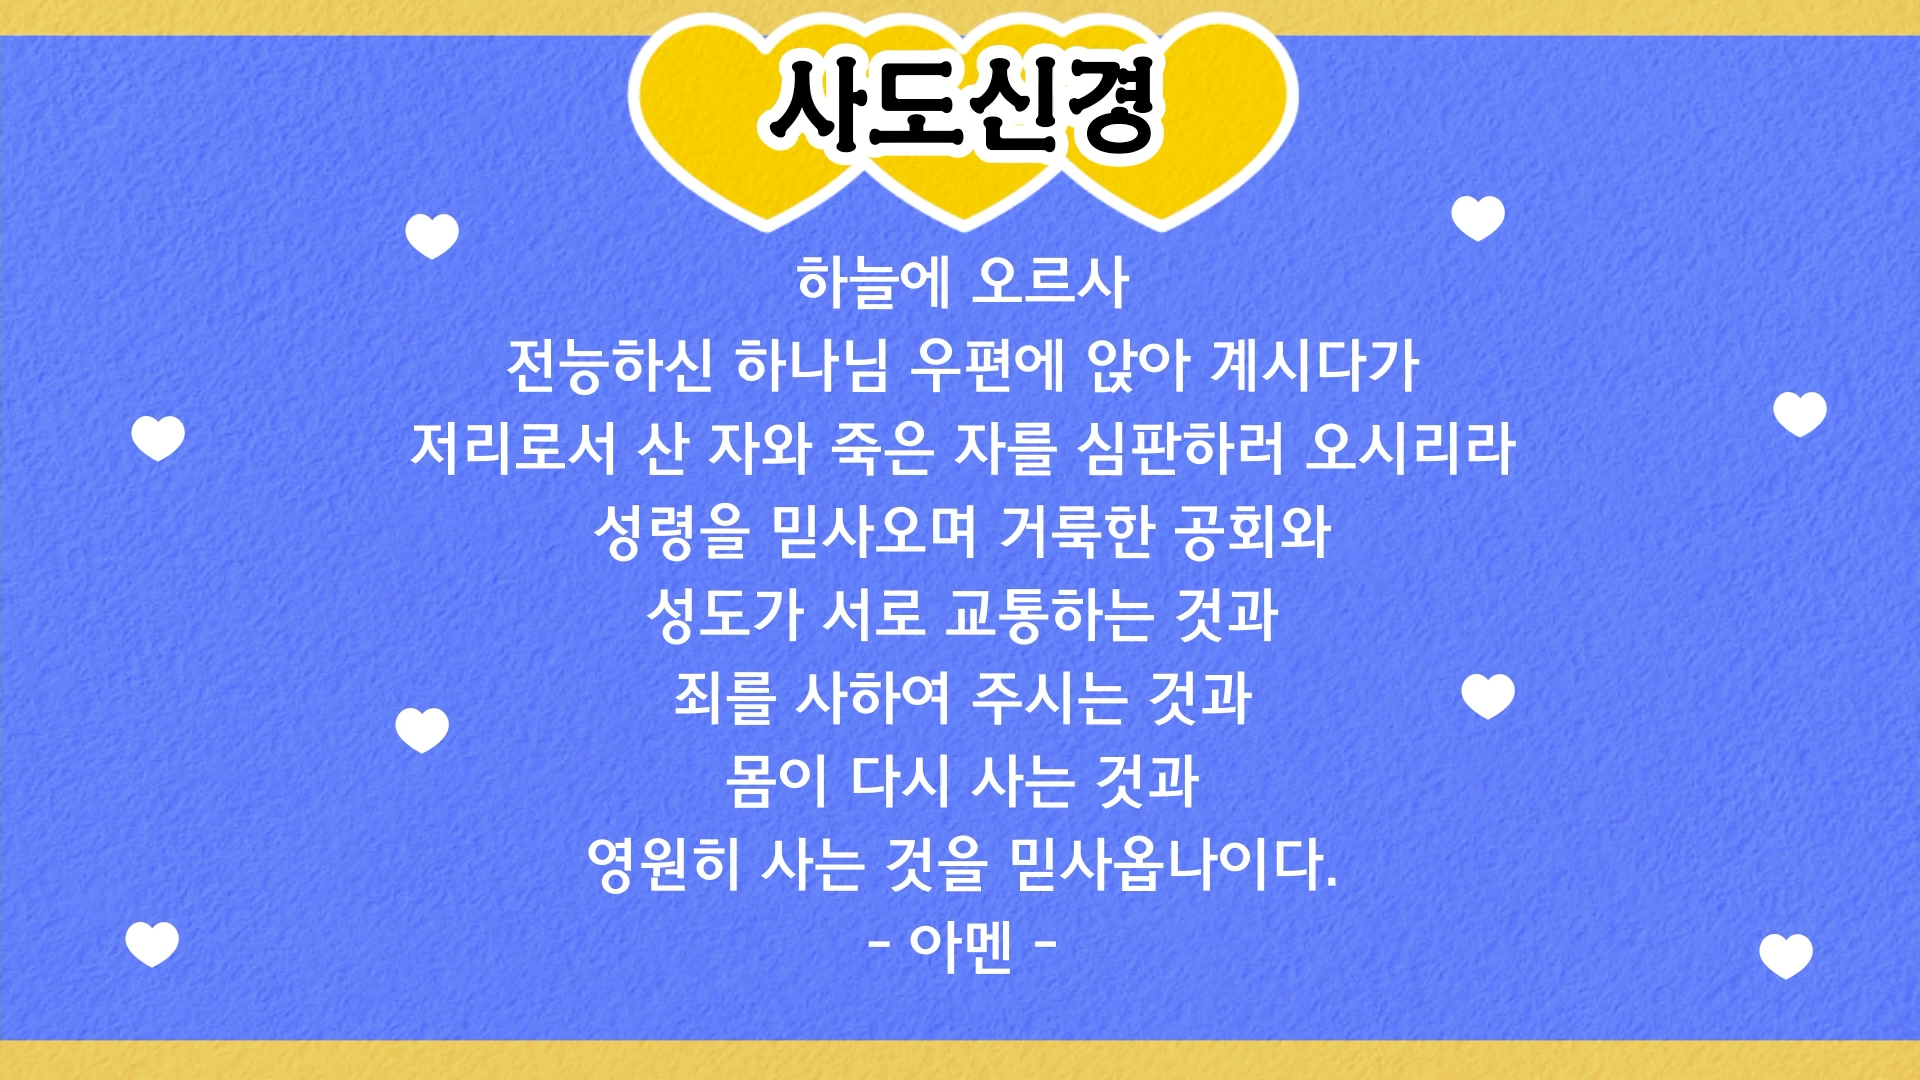 사도신경
하늘에 오르사
전능하신 하나님 우편에 앉아 계시다가
저리로서 산 자와 죽은 자를 심판하러 오시리라
성령을 믿사오며 거룩한 공회와
성도가 서로 교통하는 것과
죄를 사하여 주시는 것과
몸이 다시 사는 것과
영원히 사는 것을 믿사옵나이다.
- 아멘 -